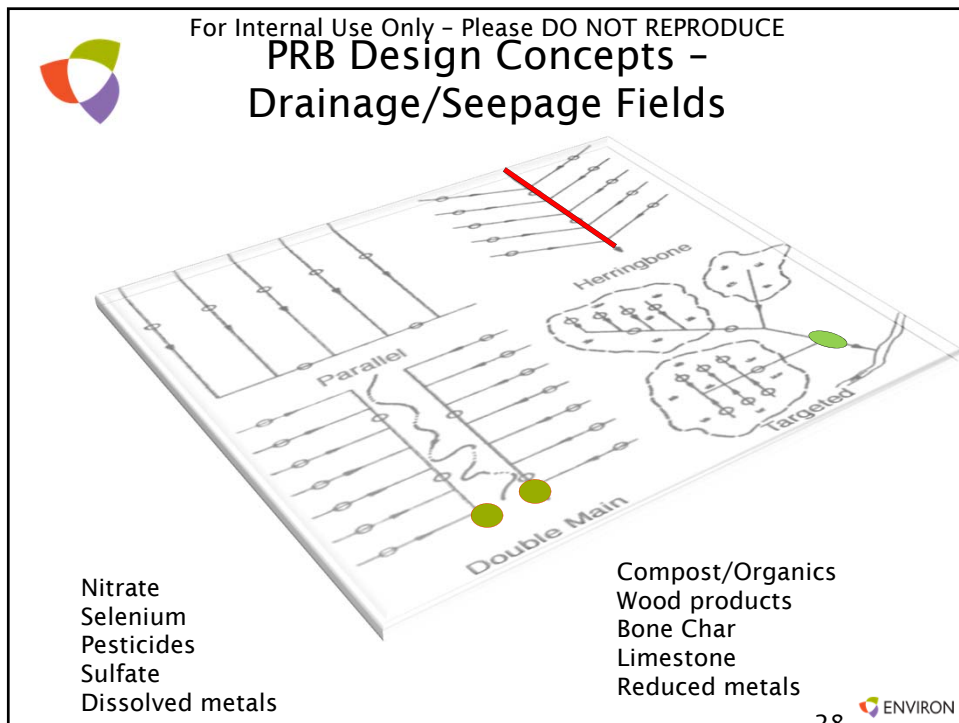 For Internal Use Only – Please DO NOT REPRODUCE
PRB Design Concepts –
Drainage/Seepage Fields
Herringbone
Parallel
Targeted
Double Main
Nitrate
Selenium
Pesticides
Sulfate
Dissolved metals
Compost/Organics
Wood products
Bone Char
Limestone
Reduced metals
28
ENVIRON